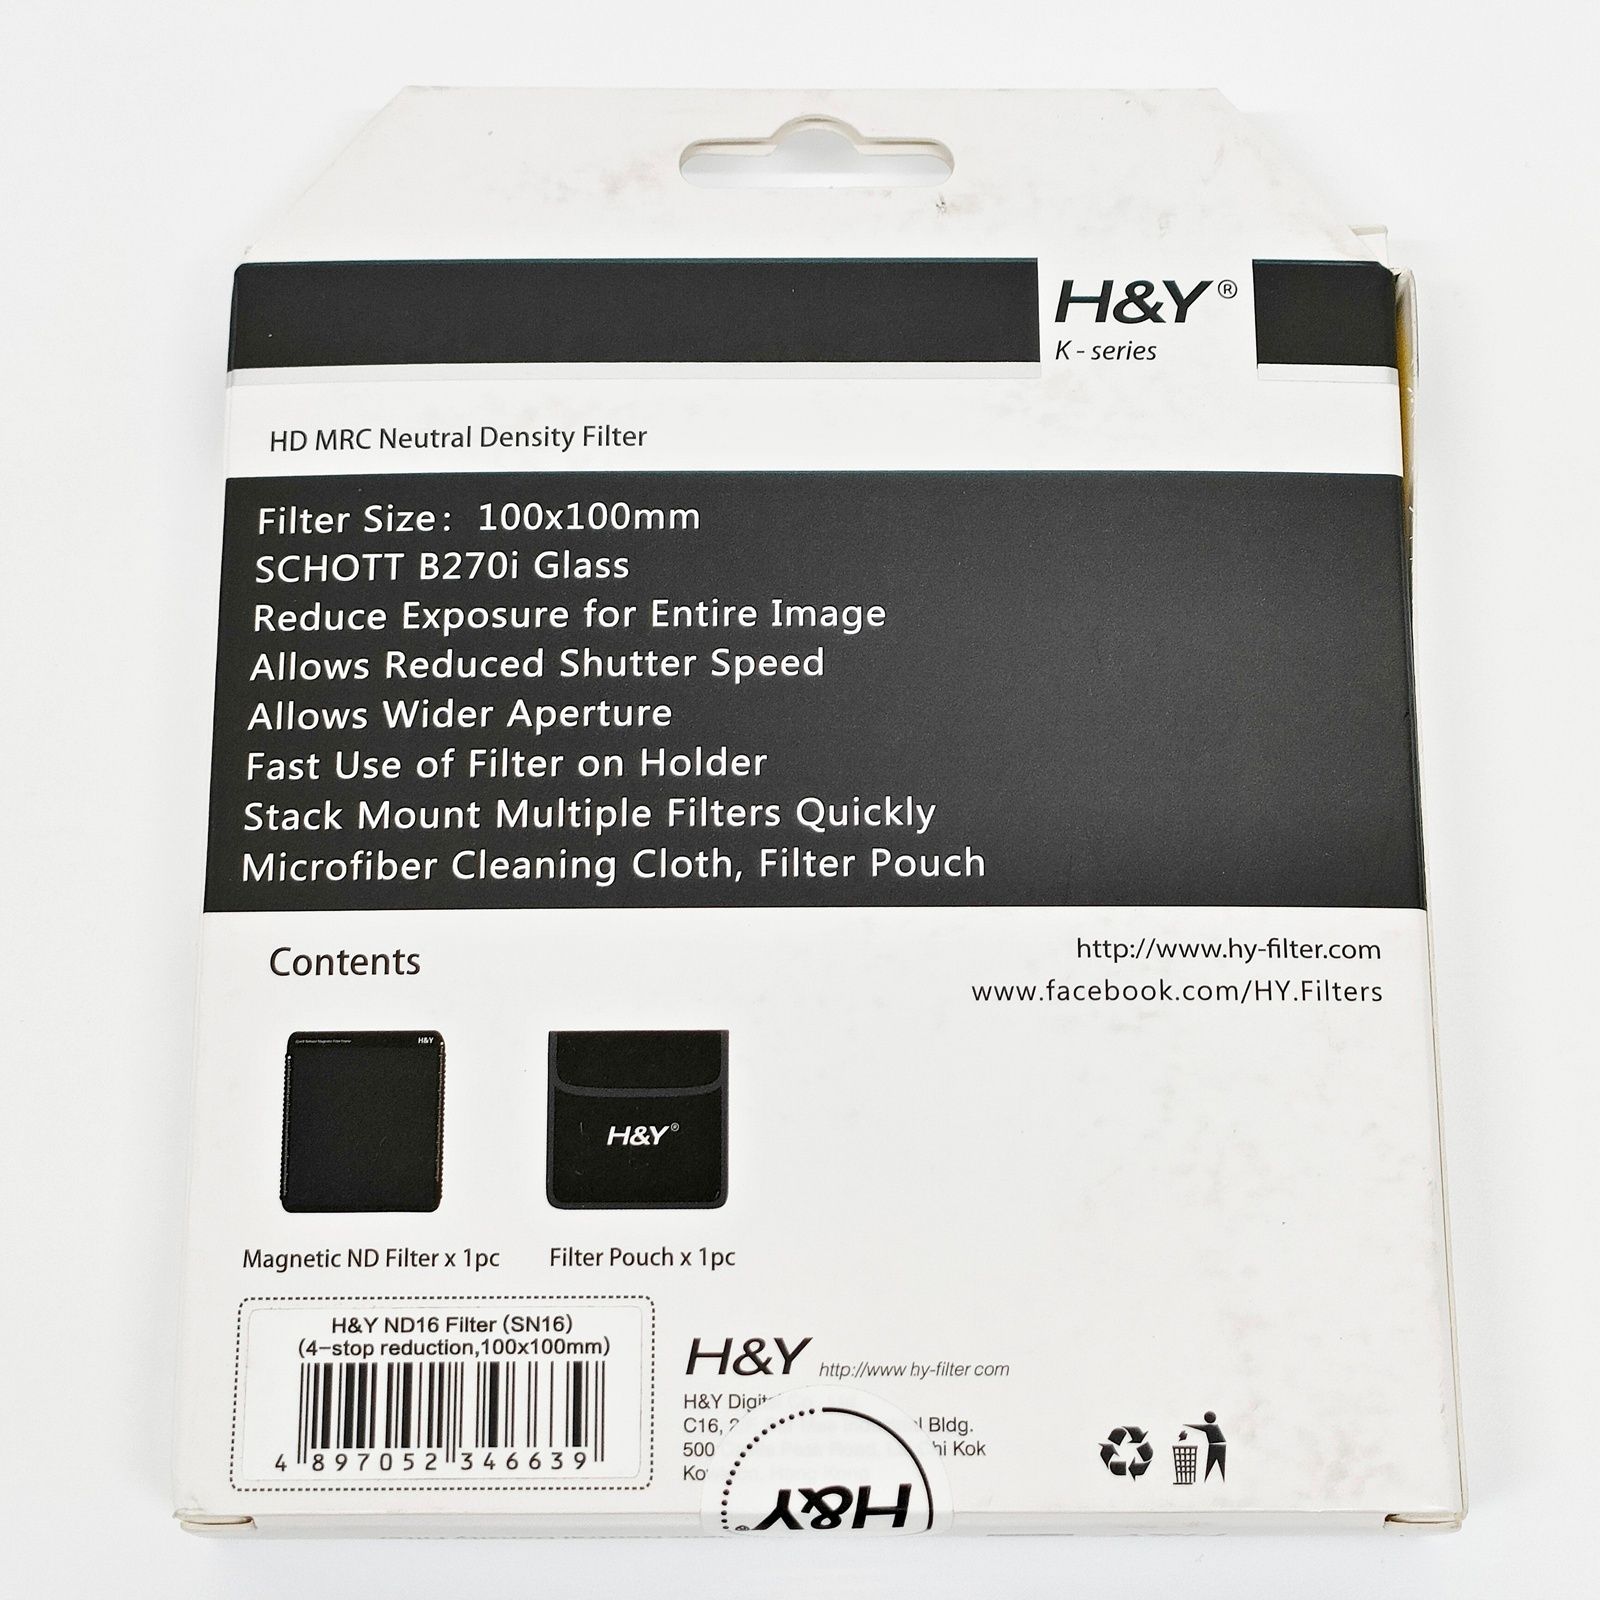 H&Y®
K - series
HD MRC Neutral Density Filter
Filter Size: 100x100mm
SCHOTT B270i Glass
Reduce Exposure for Entire Image
Allows Reduced Shutter Speed
Allows Wider Aperture
Fast Use of Filter on Holder
Stack Mount Multiple Filters Quickly
Microfiber Cleaning Cloth, Filter Pouch
Contents
http://www.hy-filter.com
www.facebook.com/HY.Filters
H&Y
H&Y®
Magnetic ND Filter x 1pc
Filter Pouch x 1pc
H&Y ND16 Filter (SN16)
(4-stop reduction,100x100mm)
4 897052 346639
H&Y http://www.hy-filter.com
H&Y
C16, Bldg.
500 Kok
H&Y®